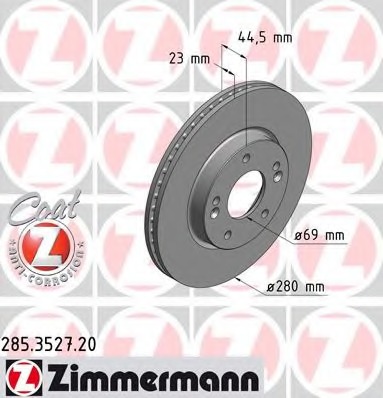 44,5 mm
23 mm
ø69 mm
ø280 mm
Coat
Z
ANTI-CORROSION
285.3527.20
Z Zimmermann